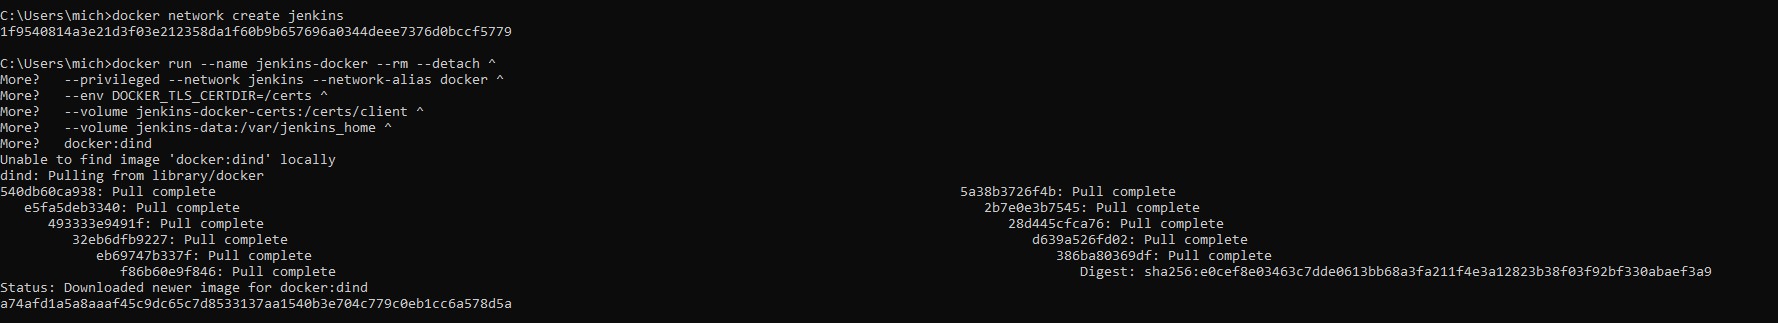 C:\Users\mich>docker network create jenkins
1f9540814a3e21d3f03e212358da1f60b9b657696a0344deee7376d0bccf5779
C:\Users\mich>docker run --name jenkins-docker --rm --detach ^
More?   --privileged --network jenkins --network-alias docker ^
More?   --env DOCKER_TLS_CERTDIR=/certs ^
More?   --volume jenkins-docker-certs:/certs/client ^
More?   --volume jenkins-data:/var/jenkins_home ^
More?   docker:dind
Unable to find image 'docker:dind' locally
dind: Pulling from library/docker
540db60ca938: Pull complete 5a38b3726f4b: Pull complete
e5fa5deb3340: Pull complete 2b7e0e3b7545: Pull complete
493333e9491f: Pull complete 28d445cfca76: Pull complete
32eb6dfb9227: Pull complete d639a526fd02: Pull complete
eb69747b337f: Pull complete 386ba80369df: Pull complete
f86b60e9f846: Pull complete Digest: sha256:e0cef8e03463c7dde0613bb68a3fa211f4e3a12823b38f03f92bf330abaef3a9
Status: Downloaded newer image for docker:dind
a74afd1a5a8aaaf45c9dc65c7d8533137aa1540b3e704c779c0eb1cc6a578d5a